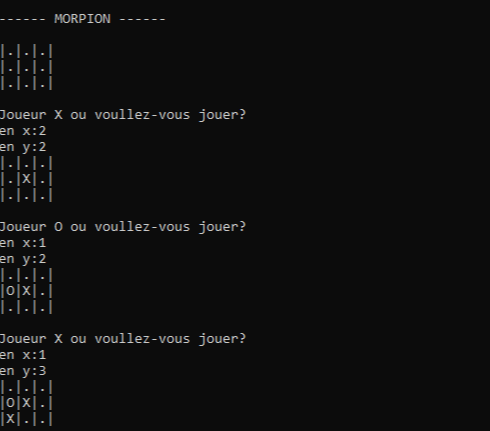 ------ MORPION ------
|.|.|.|
|.|.|.|
|.|.|.|
Joueur X ou voullez-vous jouer?
en x:2
en y:2
|.|.|.|
|.|X|.|
|.|.|.|
Joueur O ou voullez-vous jouer?
en x:1
en y:2
|.|.|.|
|O|X|.|
|.|.|.|
Joueur X ou voullez-vous jouer?
en x:1
en y:3
|.|.|.|
|O|X|.|
|X|.|.|